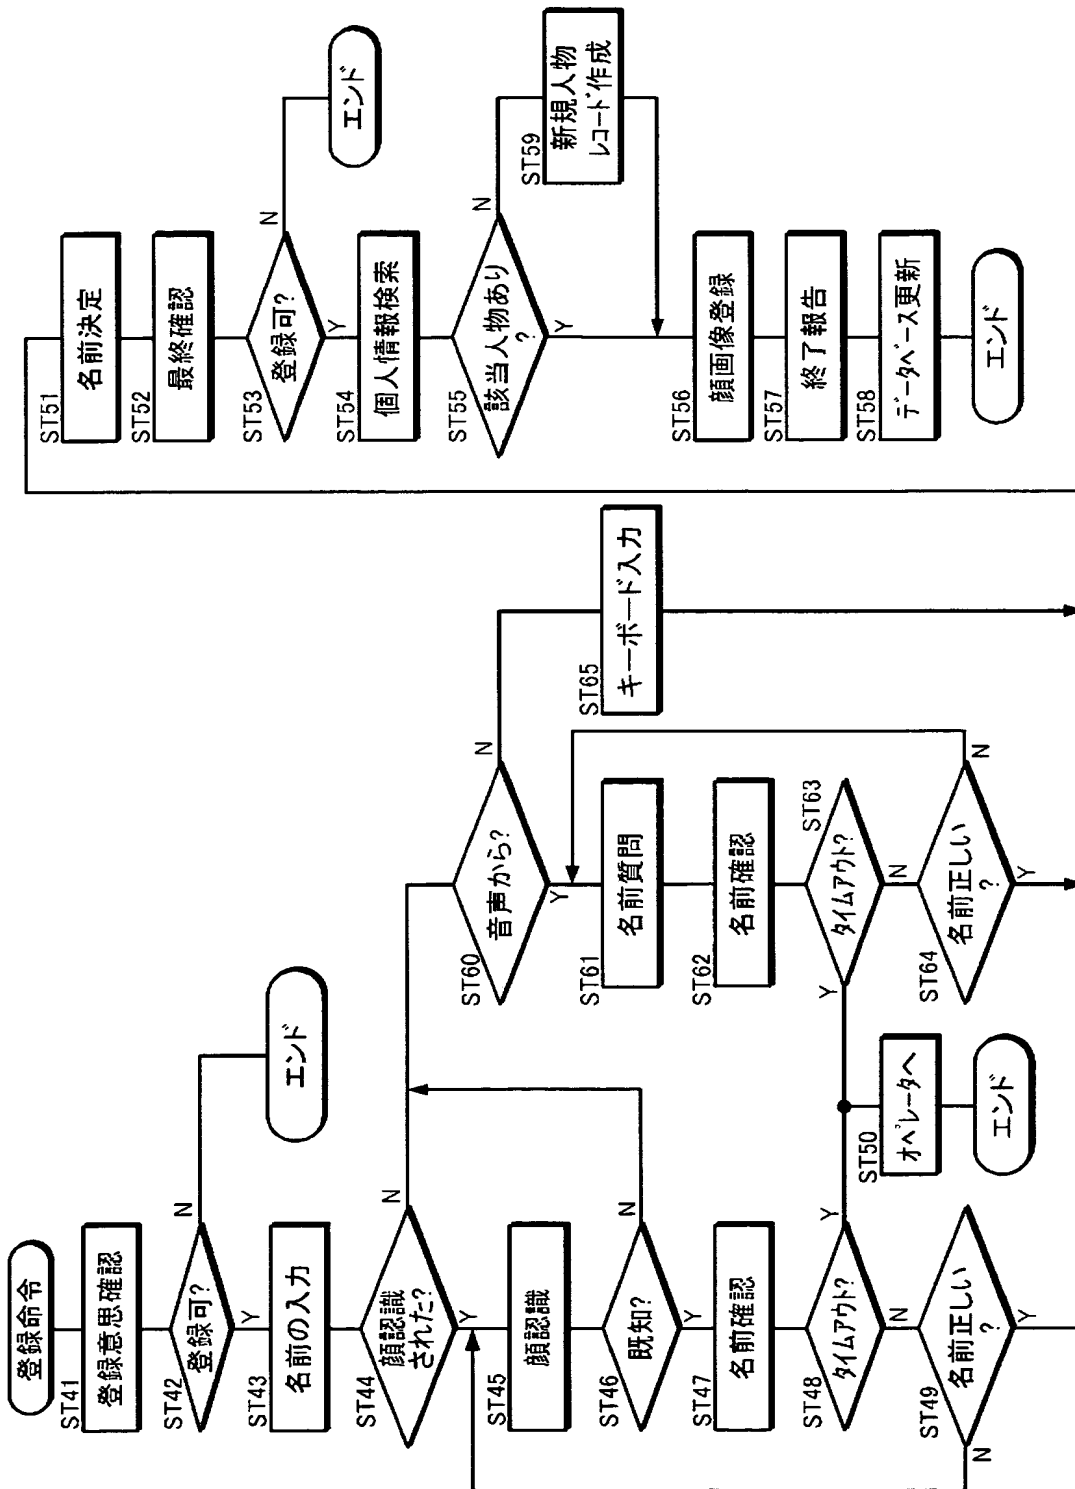 登録命令
ST41
登録意思確認
ST42
登録可?
N
エンド
Y
ST43
名前の入力
ST44
顔認識
された?
N
Y
ST45
顔認識
ST46
既知?
N
Y
ST47
名前確認
ST48
タイムアウト?
Y
N
ST49
名前正しい
?
N
Y
ST50
オペレータへ
エンド
ST60
音声から?
N
Y
ST61
名前質問
ST62
名前確認
ST63
タイムアウト?
Y
N
ST64
名前正しい
?
N
Y
ST65
キーボード入力
ST51
名前決定
ST52
最終確認
ST53
登録可?
N
エンド
Y
ST54
個人情報検索
ST55
該当人物あり
?
N
Y
ST59
新規人物
レコード作成
ST56
顔画像登録
ST57
終了報告
ST58
データベース更新
エンド